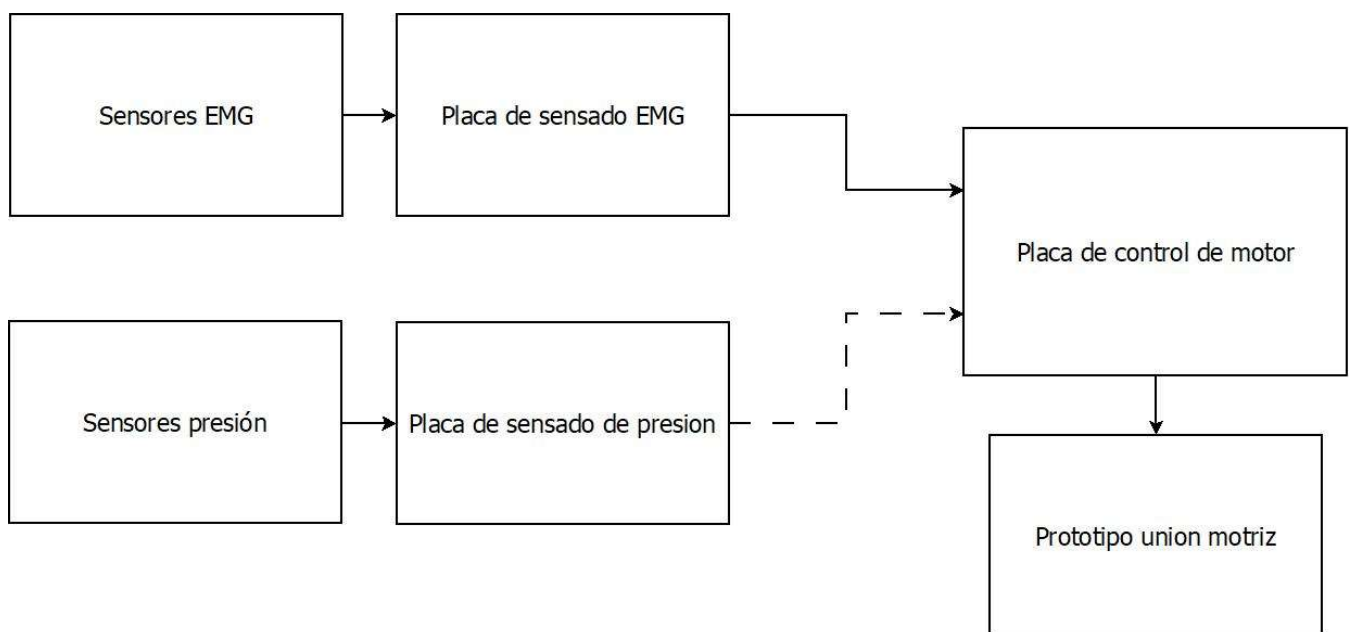 Sensores EMG
Placa de sensado EMG
Placa de control de motor
Sensores presión
Placa de sensado de presion
Prototipo union motriz